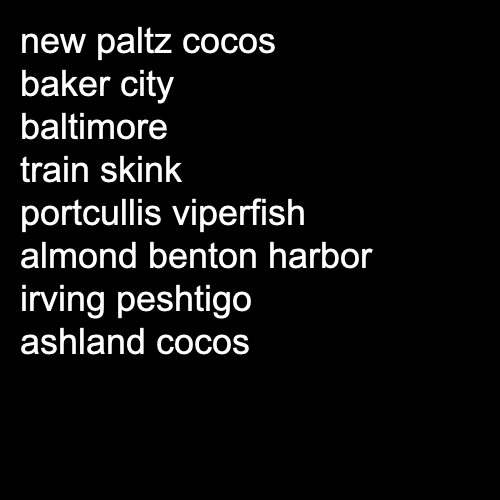 new paltz cocos
baker city
baltimore
train skink
portcullis viperfish
almond benton harbor
irving peshtigo
ashland cocos